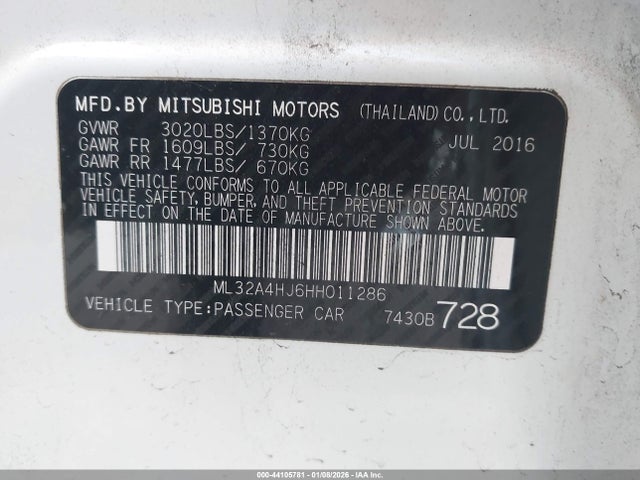 MFD.BY MITSUBISHI MOTORS (THAILAND)CO.,LTD.
GVWR 3020LBS/1370KG JUL 2016
GAWR FR 1609LBS/ 730KG
GAWR RR 1477LBS/ 670KG
THIS VEHICLE CONFORMS TO ALL APPLICABLE FEDERAL MOTOR
VEHICLE SAFETY, BUMPER, AND THEFT PREVENTION STANDARDS
IN EFFECT ON THE DATE OF MANUFACTURE SHOWN ABOVE.
ML32A4HJ6HH011286
VEHICLE TYPE:PASSENGER CAR 7430B 728
000-44105781 - 01/08/2026 - © IAA, Inc.